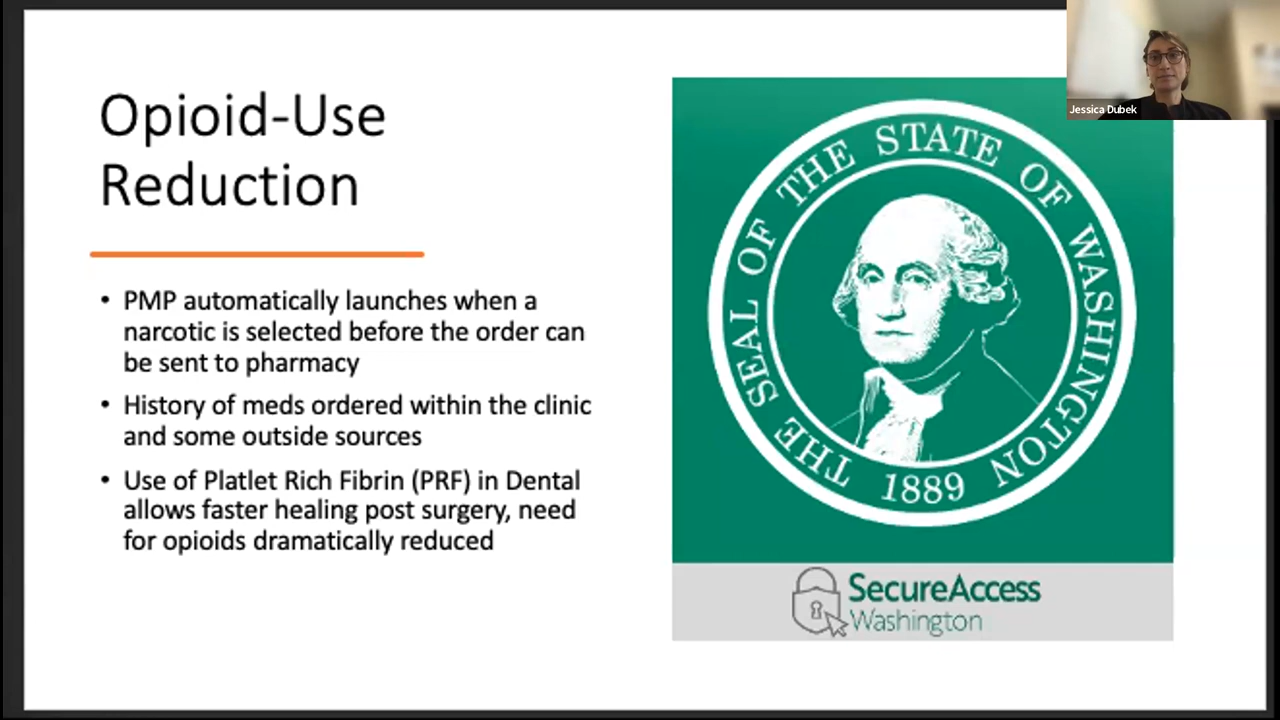 Opioid-Use
Reduction
• PMP automatically launches when a
narcotic is selected before the order can
be sent to pharmacy
• History of meds ordered within the clinic
and some outside sources
• Use of Platlet Rich Fibrin (PRF) in Dental
allows faster healing post surgery, need
for opioids dramatically reduced
THE SEAL OF THE STATE OF WASHINGTON
1889
SecureAccess
Washington
Jessica Dubek